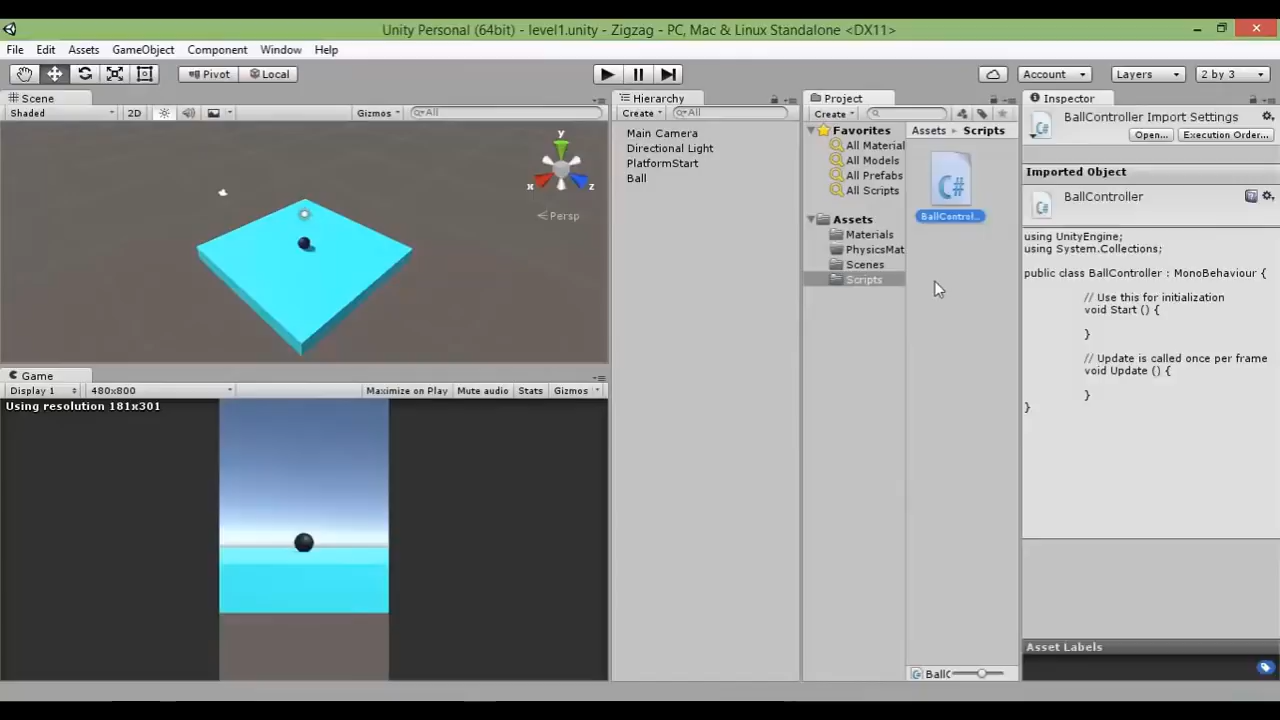 Unity Personal (64bit) - level1.unity - Zigzag - PC, Mac & Linux Standalone <DX11>
File Edit Assets GameObject Component Window Help
Pivot Local Account Layers 2 by 3
Scene
Shaded 2D Gizmos All
y
x z
Persp
Game
Display 1 480x800 Maximize on Play Mute audio Stats Gizmos
Using resolution 181x301
Hierarchy
Create All
Main Camera
Directional Light
PlatformStart
Ball
Project
Create
Favorites
All Material
All Models
All Prefabs
All Scripts
Assets
Materials
PhysicsMat
Scenes
Scripts
Assets Scripts
C#
BallControl...
BallC
Inspector
BallController Import Settings
Open... Execution Order...
Imported Object
BallController
using UnityEngine;
using System.Collections;
public class BallController : MonoBehaviour {
// Use this for initialization
void Start () {
}
// Update is called once per frame
void Update () {
}
}
Asset Labels